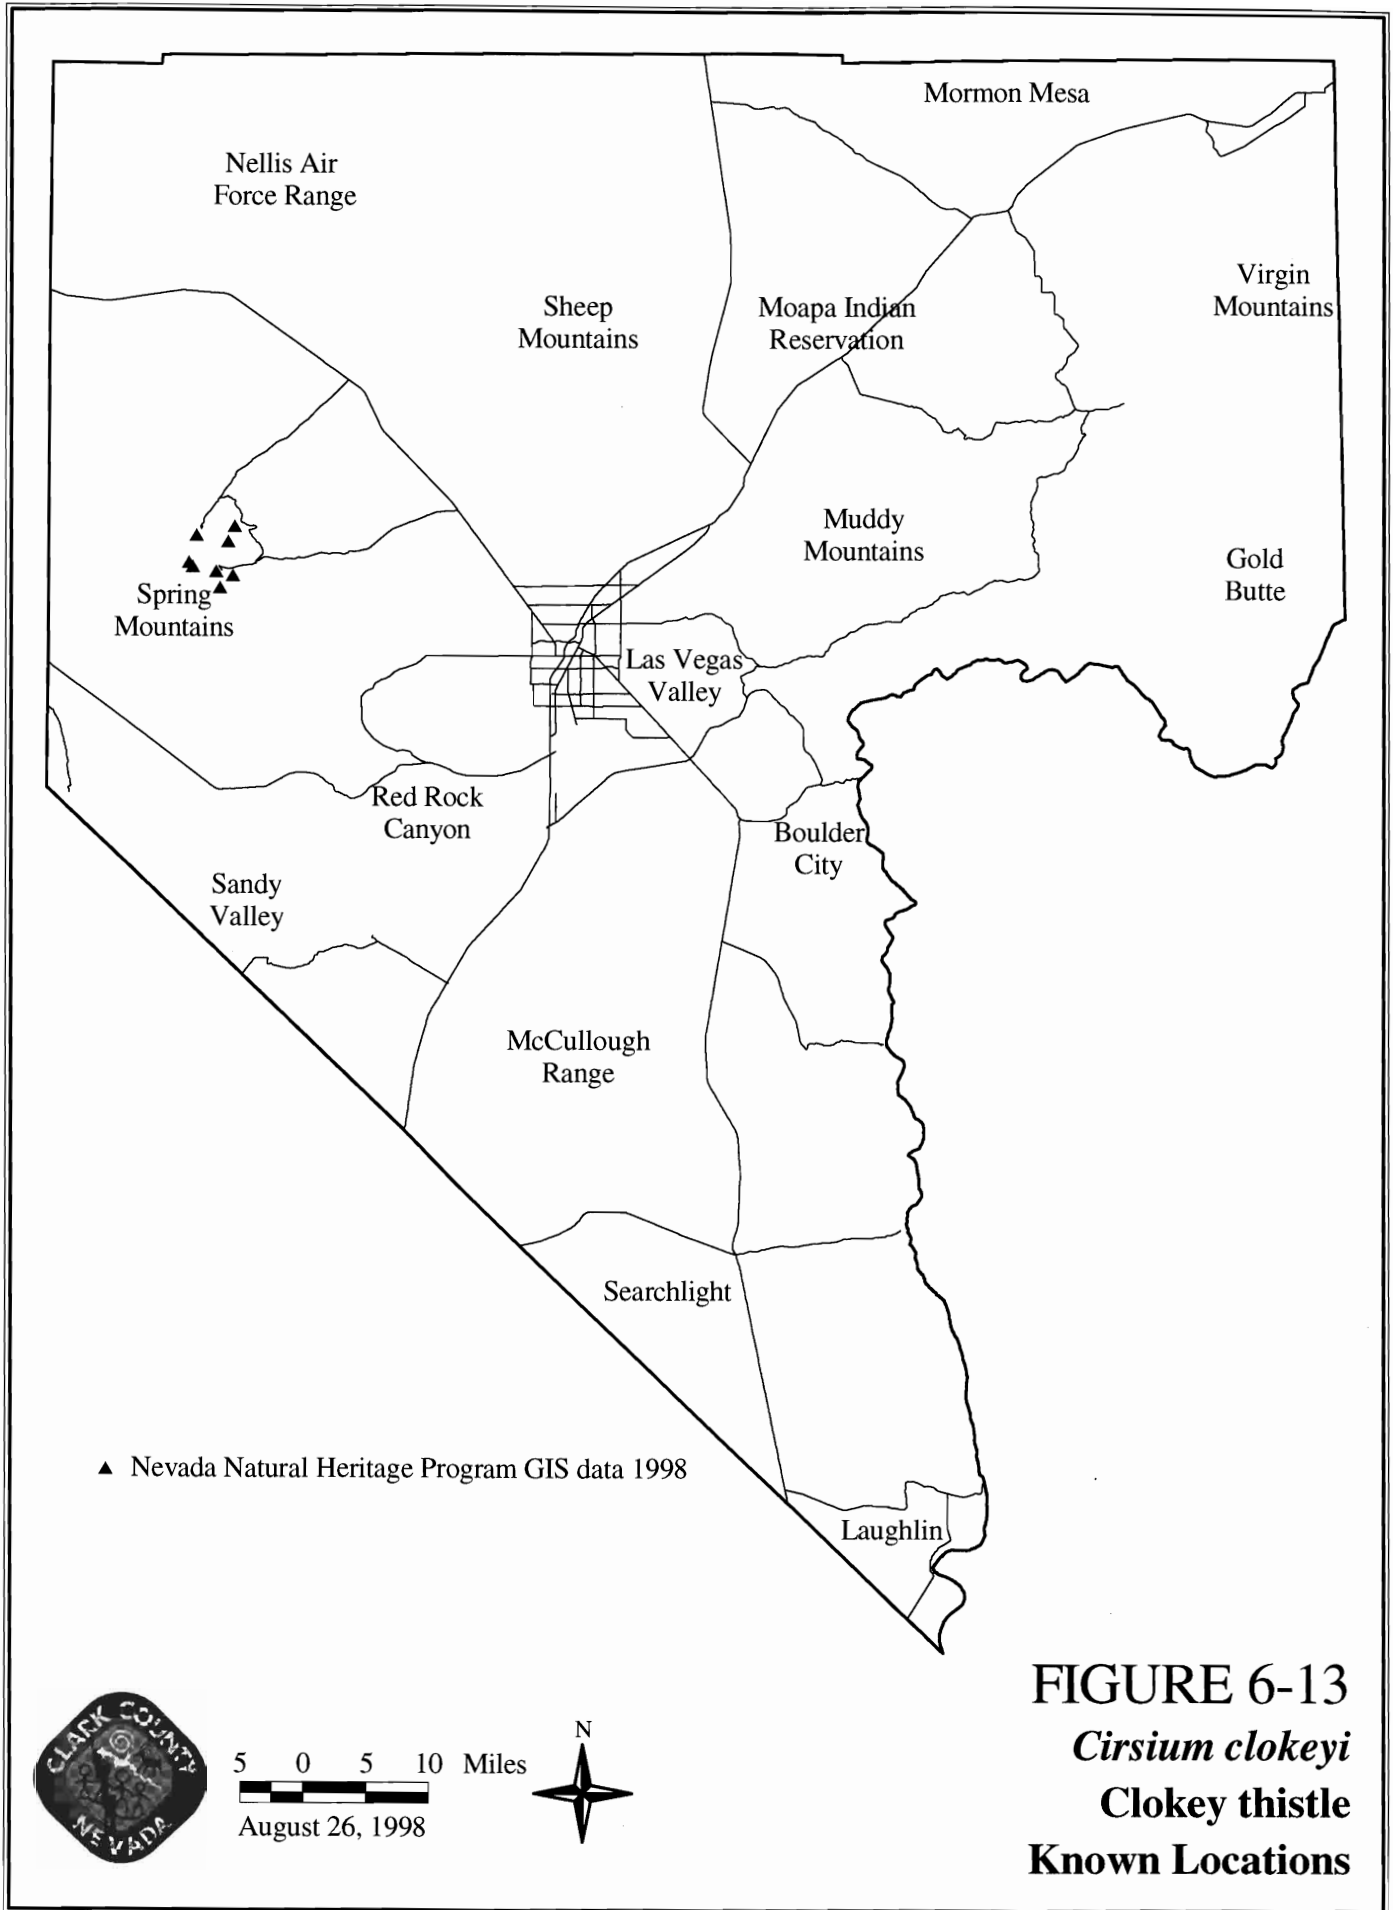 Mormon Mesa
Nellis Air
Force Range
Virgin
Mountains
Sheep
Mountains
Moapa Indian
Reservation
Muddy
Mountains
Gold
Butte
Spring
Mountains
Las Vegas
Valley
Red Rock
Canyon
Boulder
City
Sandy
Valley
McCullough
Range
Searchlight
▲ Nevada Natural Heritage Program GIS data 1998
Laughlin
FIGURE 6-13
Cirsium clokeyi
Clokey thistle
Known Locations
CLARK COUNTY
NEVADA
N
5 0 5 10 Miles
August 26, 1998